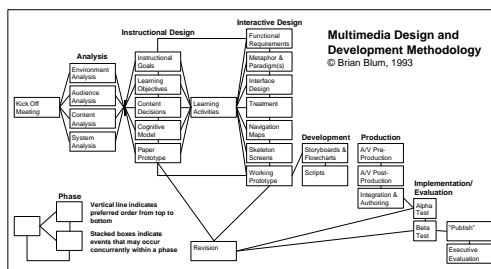 Multimedia Design and
Development Methodology
© Brian Blum, 1993
Kick Off
Meeting
Analysis
Environment
Analysis
Audience
Analysis
Content
Analysis
System
Analysis
Instructional Design
Instructional
Goals
Learning
Objectives
Content
Decisions
Cognitive
Model
Paper
Prototype
Learning
Activities
Interactive Design
Functional
Requirements
Metaphor &
Paradigm(s)
Interface
Design
Treatment
Navigation
Maps
Skeleton
Screens
Working
Prototype
Development
Storyboards &
Flowcharts
Scripts
Production
A/V Pre-
Production
A/V Post-
Production
Integration &
Authoring
Implementation/
Evaluation
Alpha
Test
Beta
Test
"Publish"
Executive
Evaluation
Revision
Phase
Vertical line indicates
preferred order from top to
bottom
Stacked boxes indicate
events that may occur
concurrently within a phase